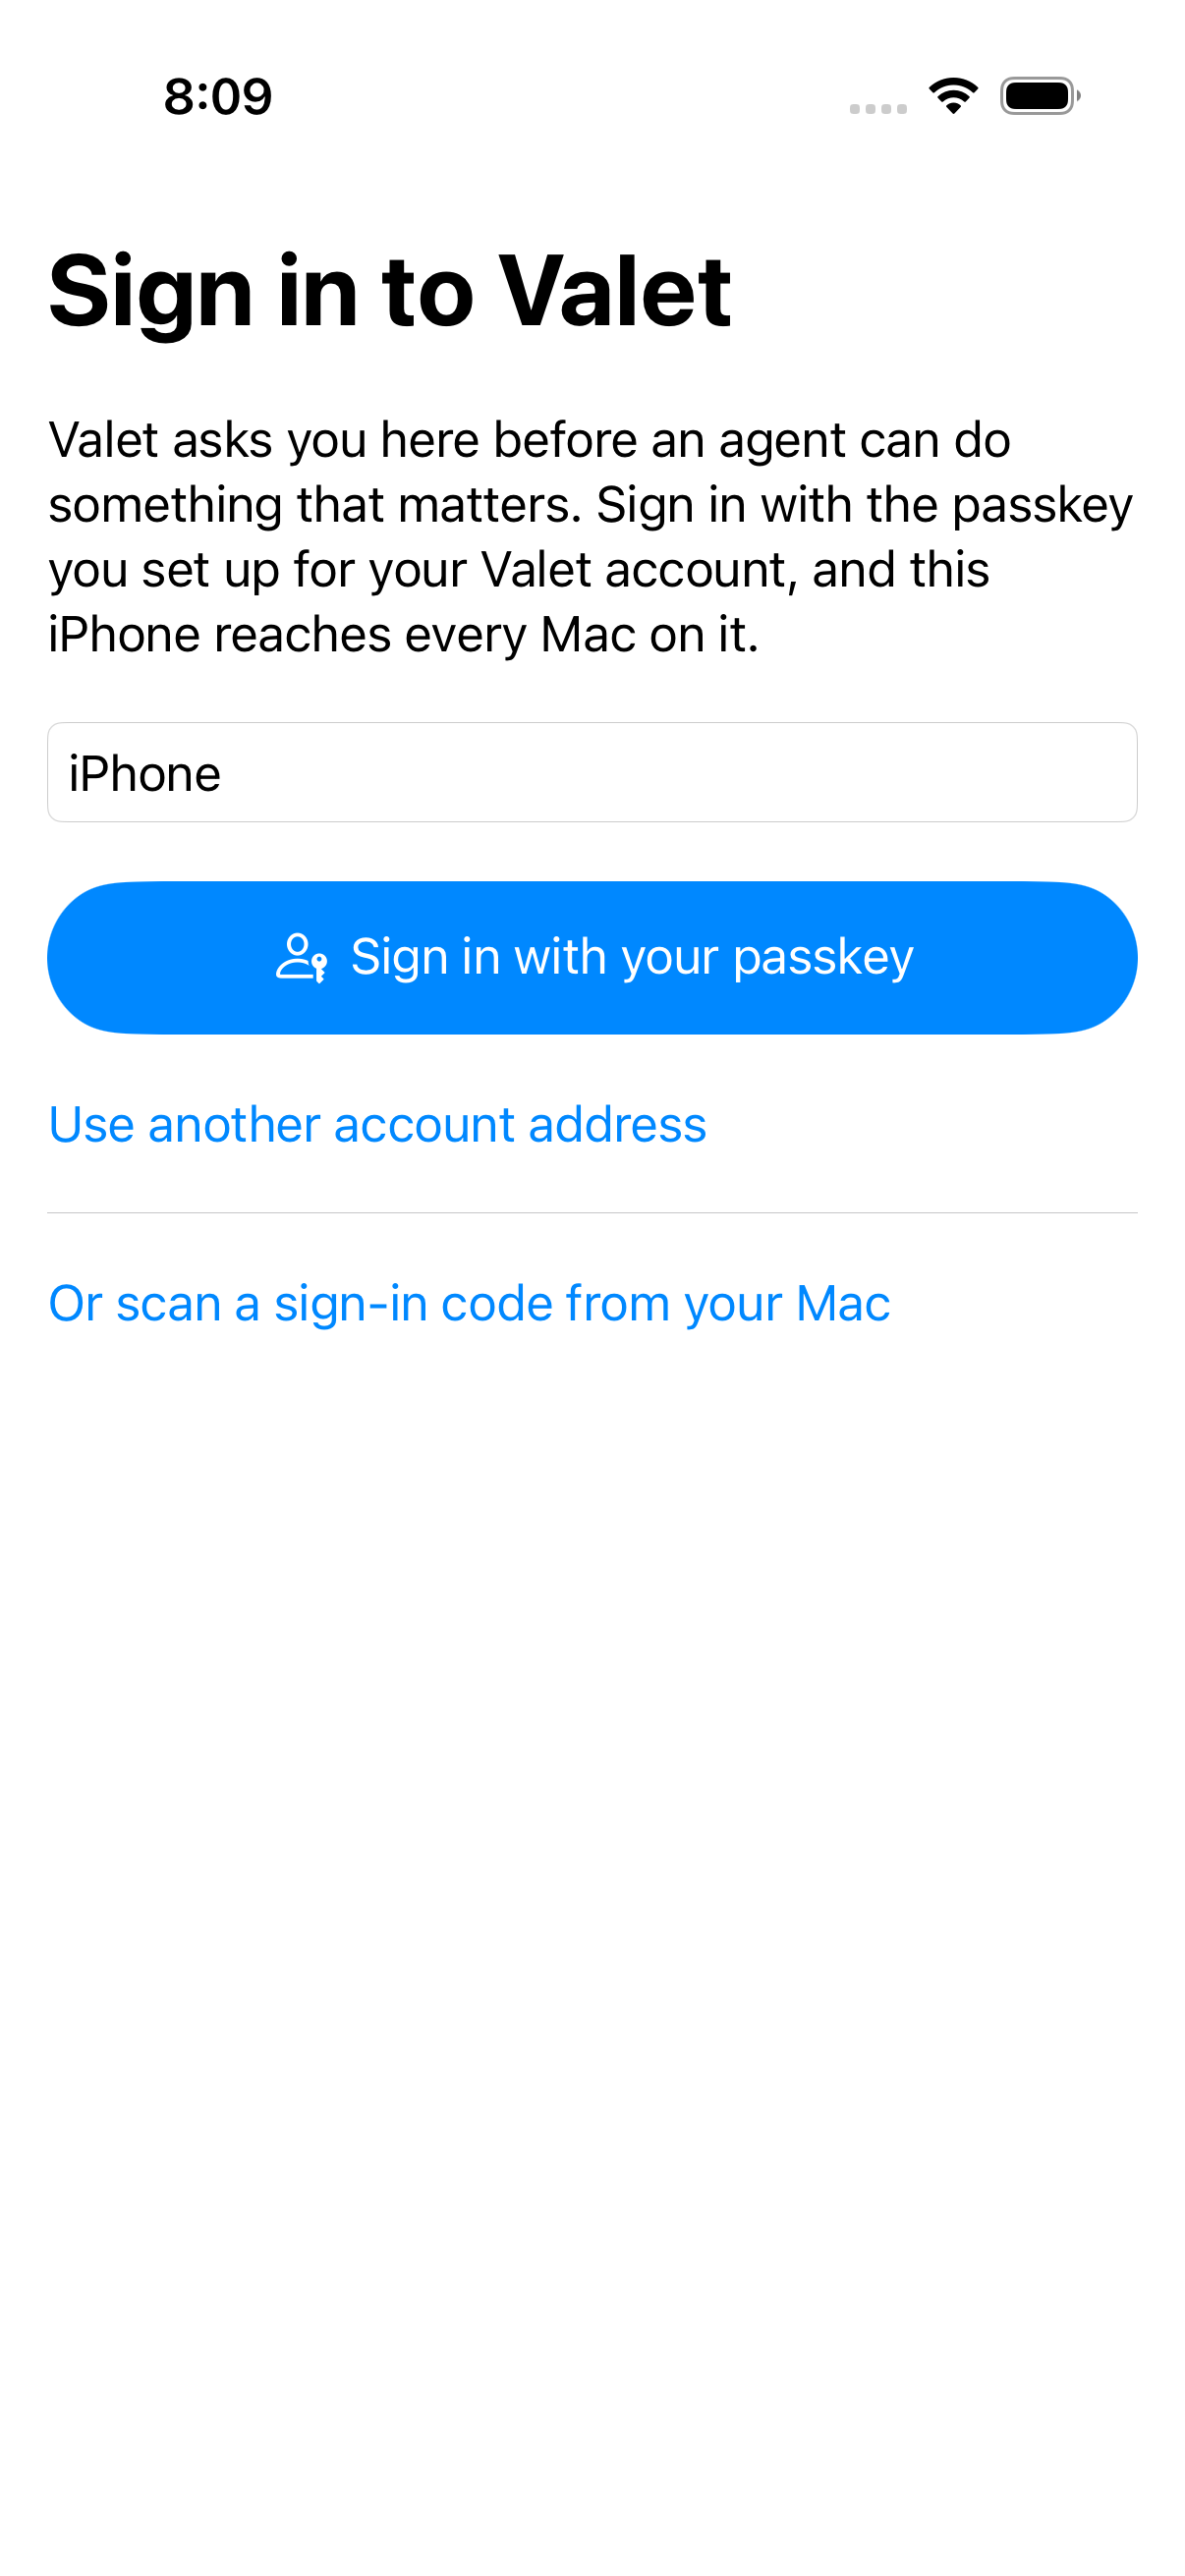 8:09
Sign in to Valet
Valet asks you here before an agent can do
something that matters. Sign in with the passkey
you set up for your Valet account, and this
iPhone reaches every Mac on it.
iPhone
Sign in with your passkey
Use another account address
Or scan a sign-in code from your Mac